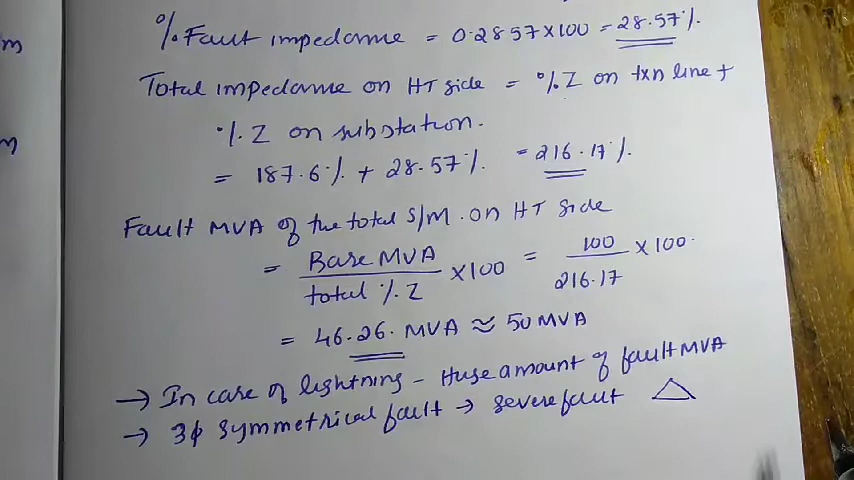 m
m
% Fault impedance = 0.2857×100 = 28.57%.
Total impedance on HT side = %Z on txn line +
%Z on substation.
= 187.6% + 28.57% = 216.17%.
Fault MVA of the total S/M. on HT side
= Base MVA / total %Z ×100 = 100 / 216.17 × 100.
= 46.26. MVA ≈ 50 MVA
→ In case of lightning - Huge amount of fault MVA
→ 3ϕ symmetrical fault → severe fault △